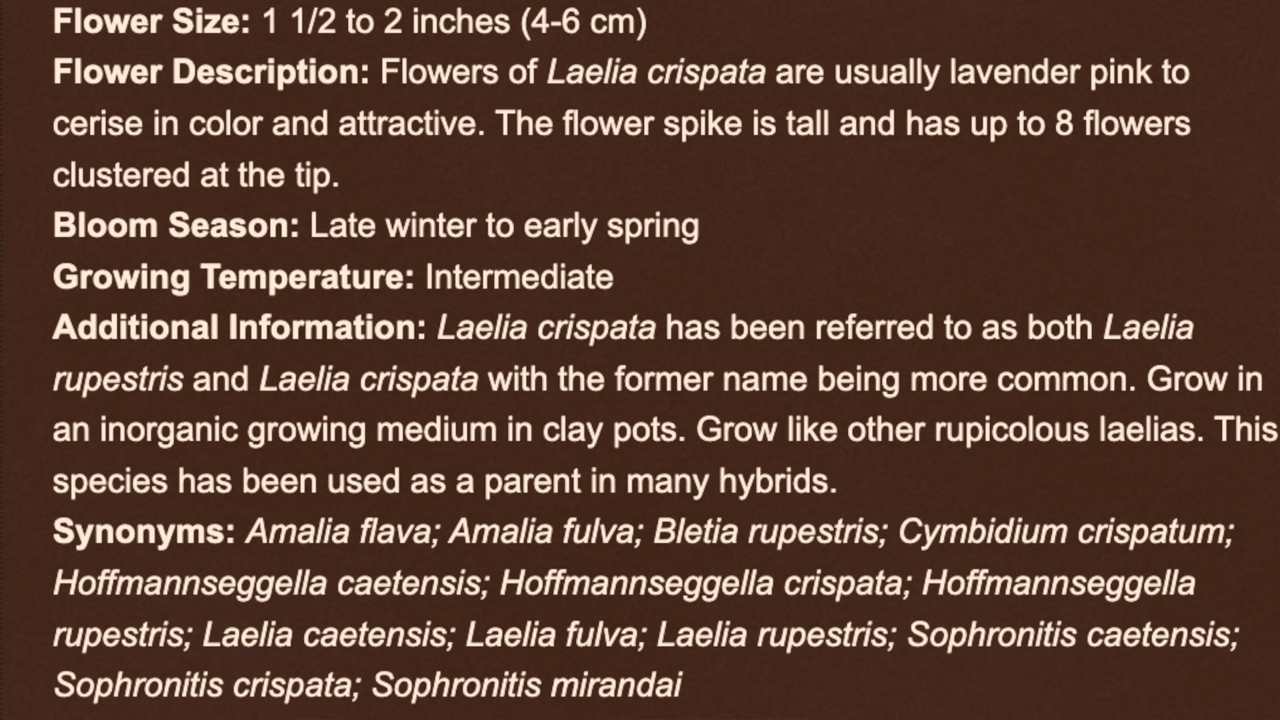 Flower Size: 1 1/2 to 2 inches (4-6 cm)
Flower Description: Flowers of Laelia crispata are usually lavender pink to
cerise in color and attractive. The flower spike is tall and has up to 8 flowers
clustered at the tip.
Bloom Season: Late winter to early spring
Growing Temperature: Intermediate
Additional Information: Laelia crispata has been referred to as both Laelia
rupestris and Laelia crispata with the former name being more common. Grow in
an inorganic growing medium in clay pots. Grow like other rupicolous laelias. This
species has been used as a parent in many hybrids.
Synonyms: Amalia flava; Amalia fulva; Bletia rupestris; Cymbidium crispatum;
Hoffmannseggella caetensis; Hoffmannseggella crispata; Hoffmannseggella
rupestris; Laelia caetensis; Laelia fulva; Laelia rupestris; Sophronitis caetensis;
Sophronitis crispata; Sophronitis mirandai